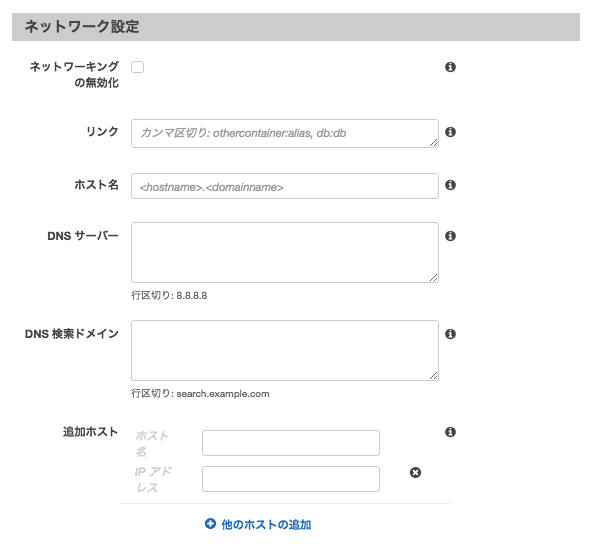 ネットワーク設定
ネットワーキング
の無効化
リンク
カンマ区切り: othercontainer:alias, db:db
ホスト名
<hostname>.<domainname>
DNS サーバー
行区切り: 8.8.8.8
DNS 検索ドメイン
行区切り: search.example.com
追加ホスト
ホスト
名
IP アド
レス
他のホストの追加